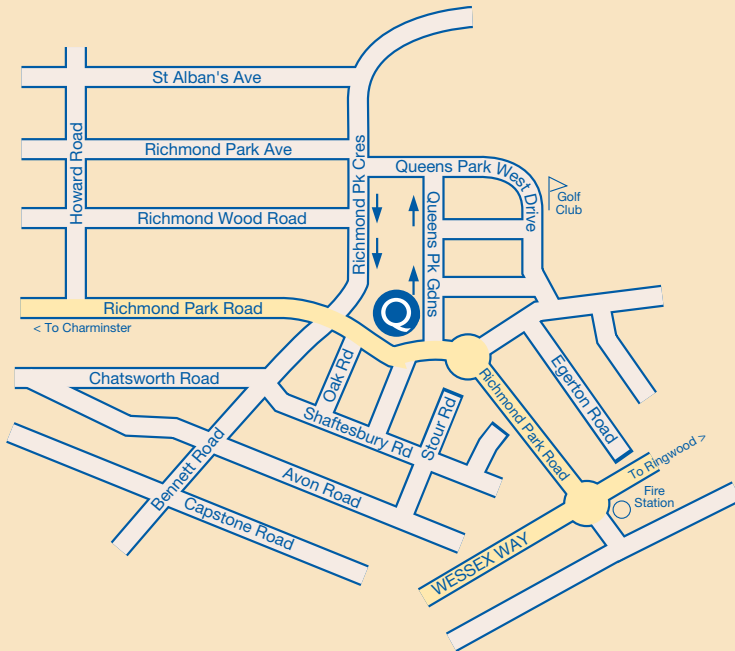 St Alban's Ave
Howard Road
Richmond Park Ave
Richmond Pk Cres
Queens Park West Drive
Golf
Club
Richmond Wood Road
Queens Pk Gdns
Richmond Park Road
< To Charminster
Q
Chatsworth Road
Oak Rd
Shaftesbury Rd
Stour Rd
Richmond Park Road
Egerton Road
Bennett Road
Avon Road
Capstone Road
To Ringwood >
Fire
Station
WESSEX WAY